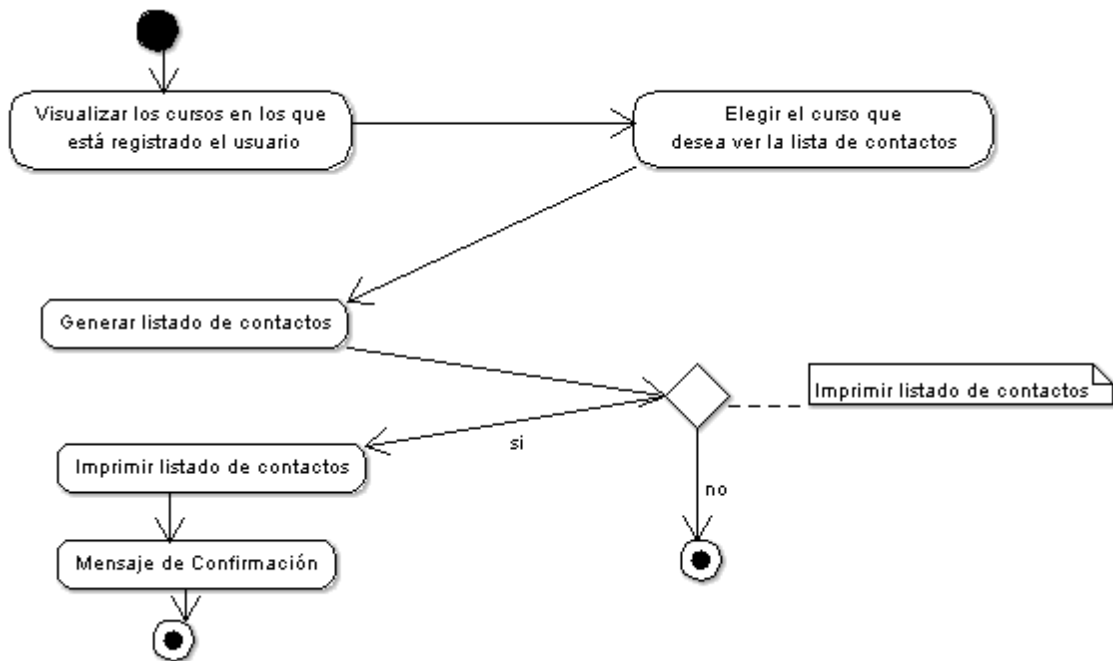 Visualizar los cursos en los que
está registrado el usuario
Elegir el curso que
desea ver la lista de contactos
Generar listado de contactos
Imprimir listado de contactos
si
Imprimir listado de contactos
no
Mensaje de Confirmación